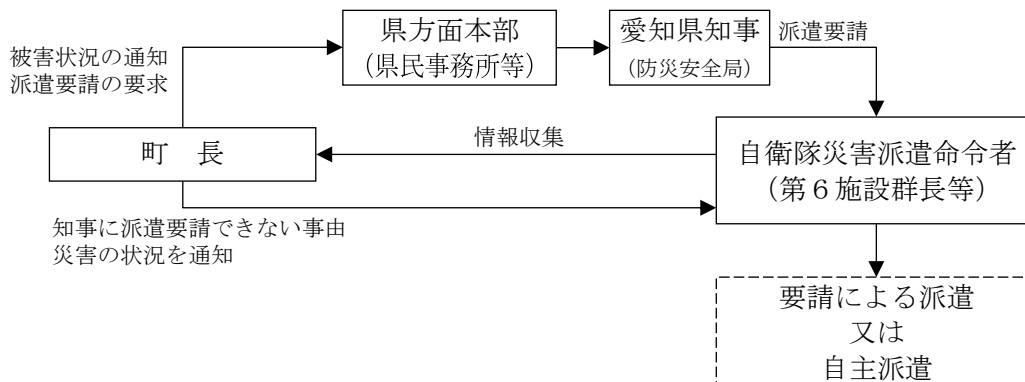 被害状況の通知
派遣要請の要求
県方面本部
(県民事務所等)
愛知県知事
(防災安全局)
派遣要請
町　長
情報収集
自衛隊災害派遣命令者
(第６施設群長等)
知事に派遣要請できない事由
災害の状況を通知
要請による派遣
又は
自主派遣